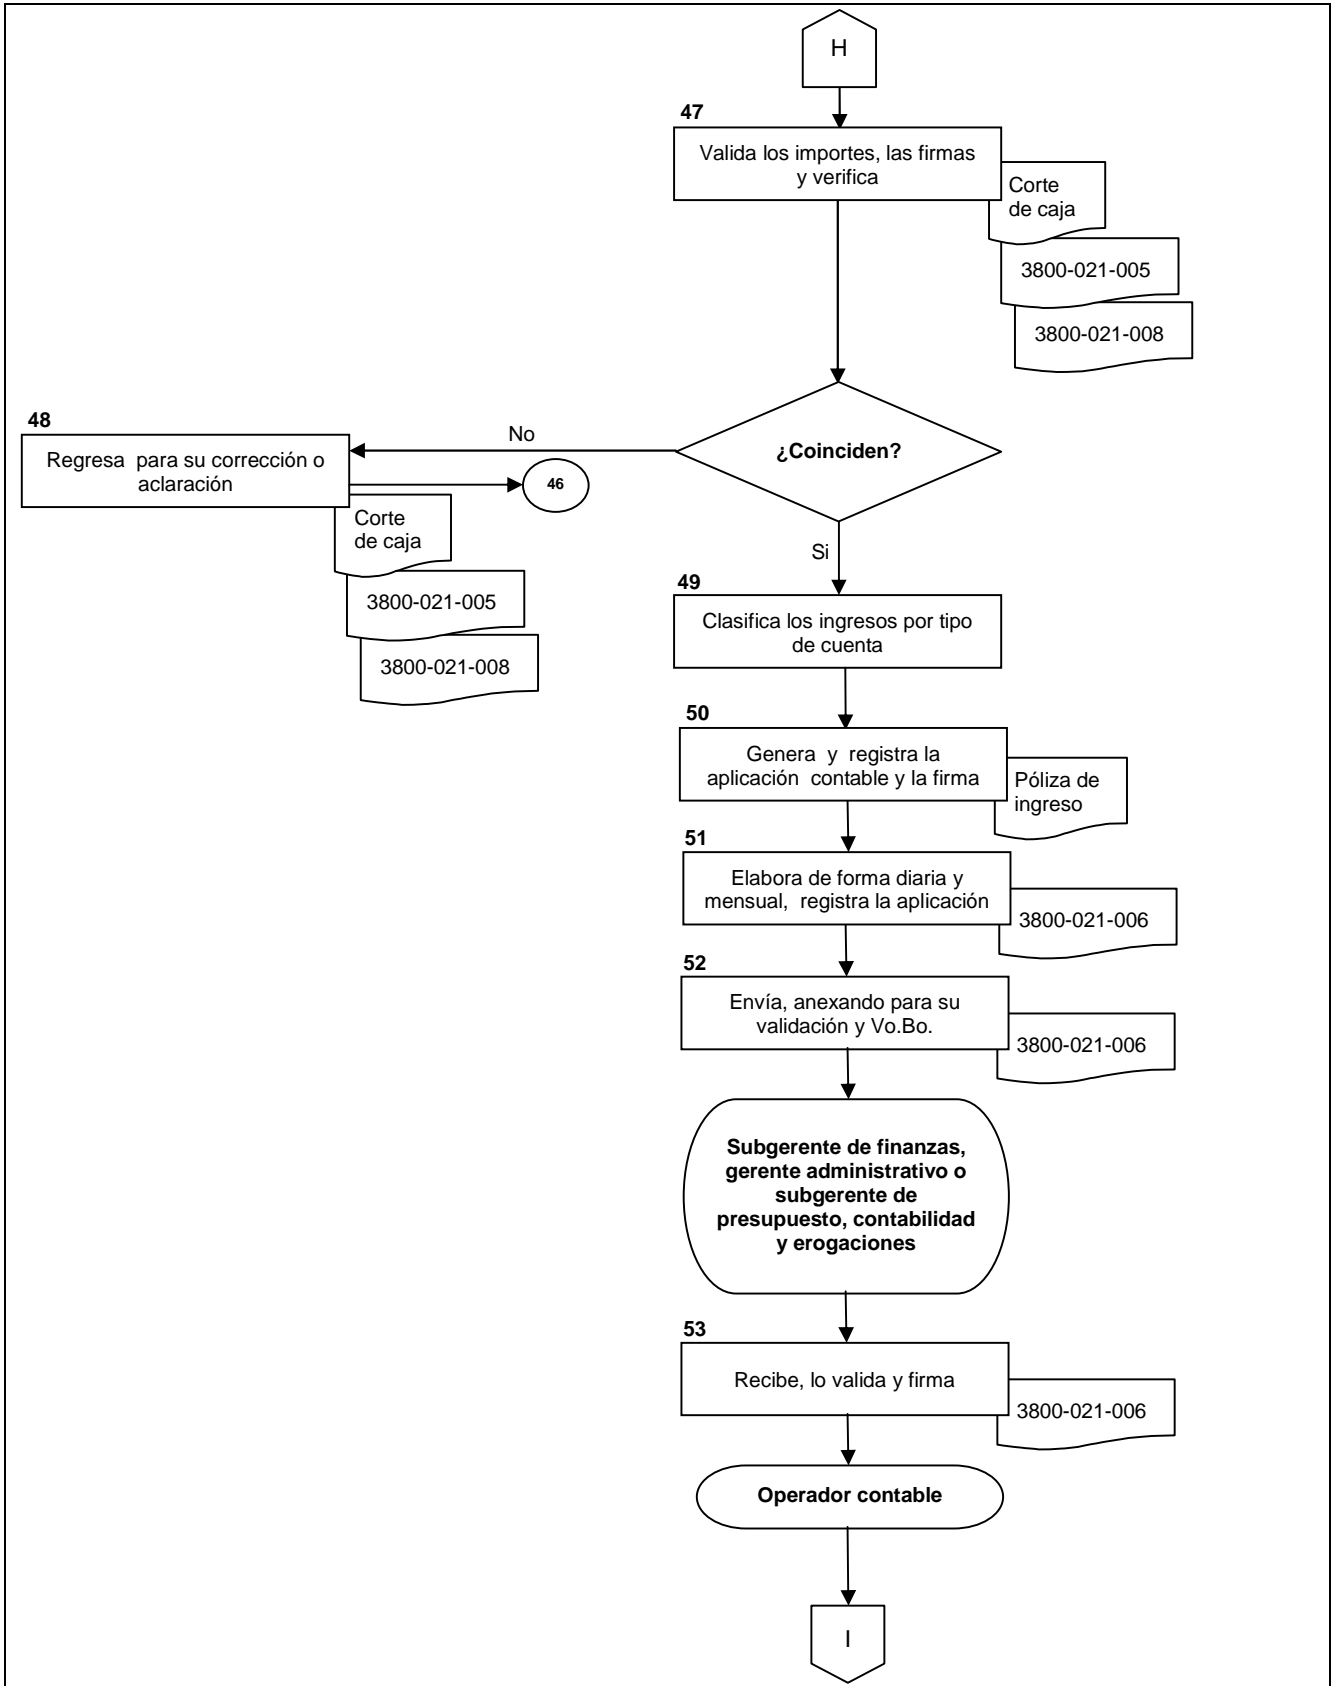 H
47
Valida los importes, las firmas
y verifica
Corte
de caja
3800-021-005
3800-021-008
¿Coinciden?
No
48
Regresa para su corrección o
aclaración
46
Corte
de caja
3800-021-005
3800-021-008
Si
49
Clasifica los ingresos por tipo
de cuenta
50
Genera y registra la
aplicación contable y la firma
Póliza de
ingreso
51
Elabora de forma diaria y
mensual, registra la aplicación
3800-021-006
52
Envía, anexando para su
validación y Vo.Bo.
3800-021-006
Subgerente de finanzas,
gerente administrativo o
subgerente de
presupuesto, contabilidad
y erogaciones
53
Recibe, lo valida y firma
3800-021-006
Operador contable
I